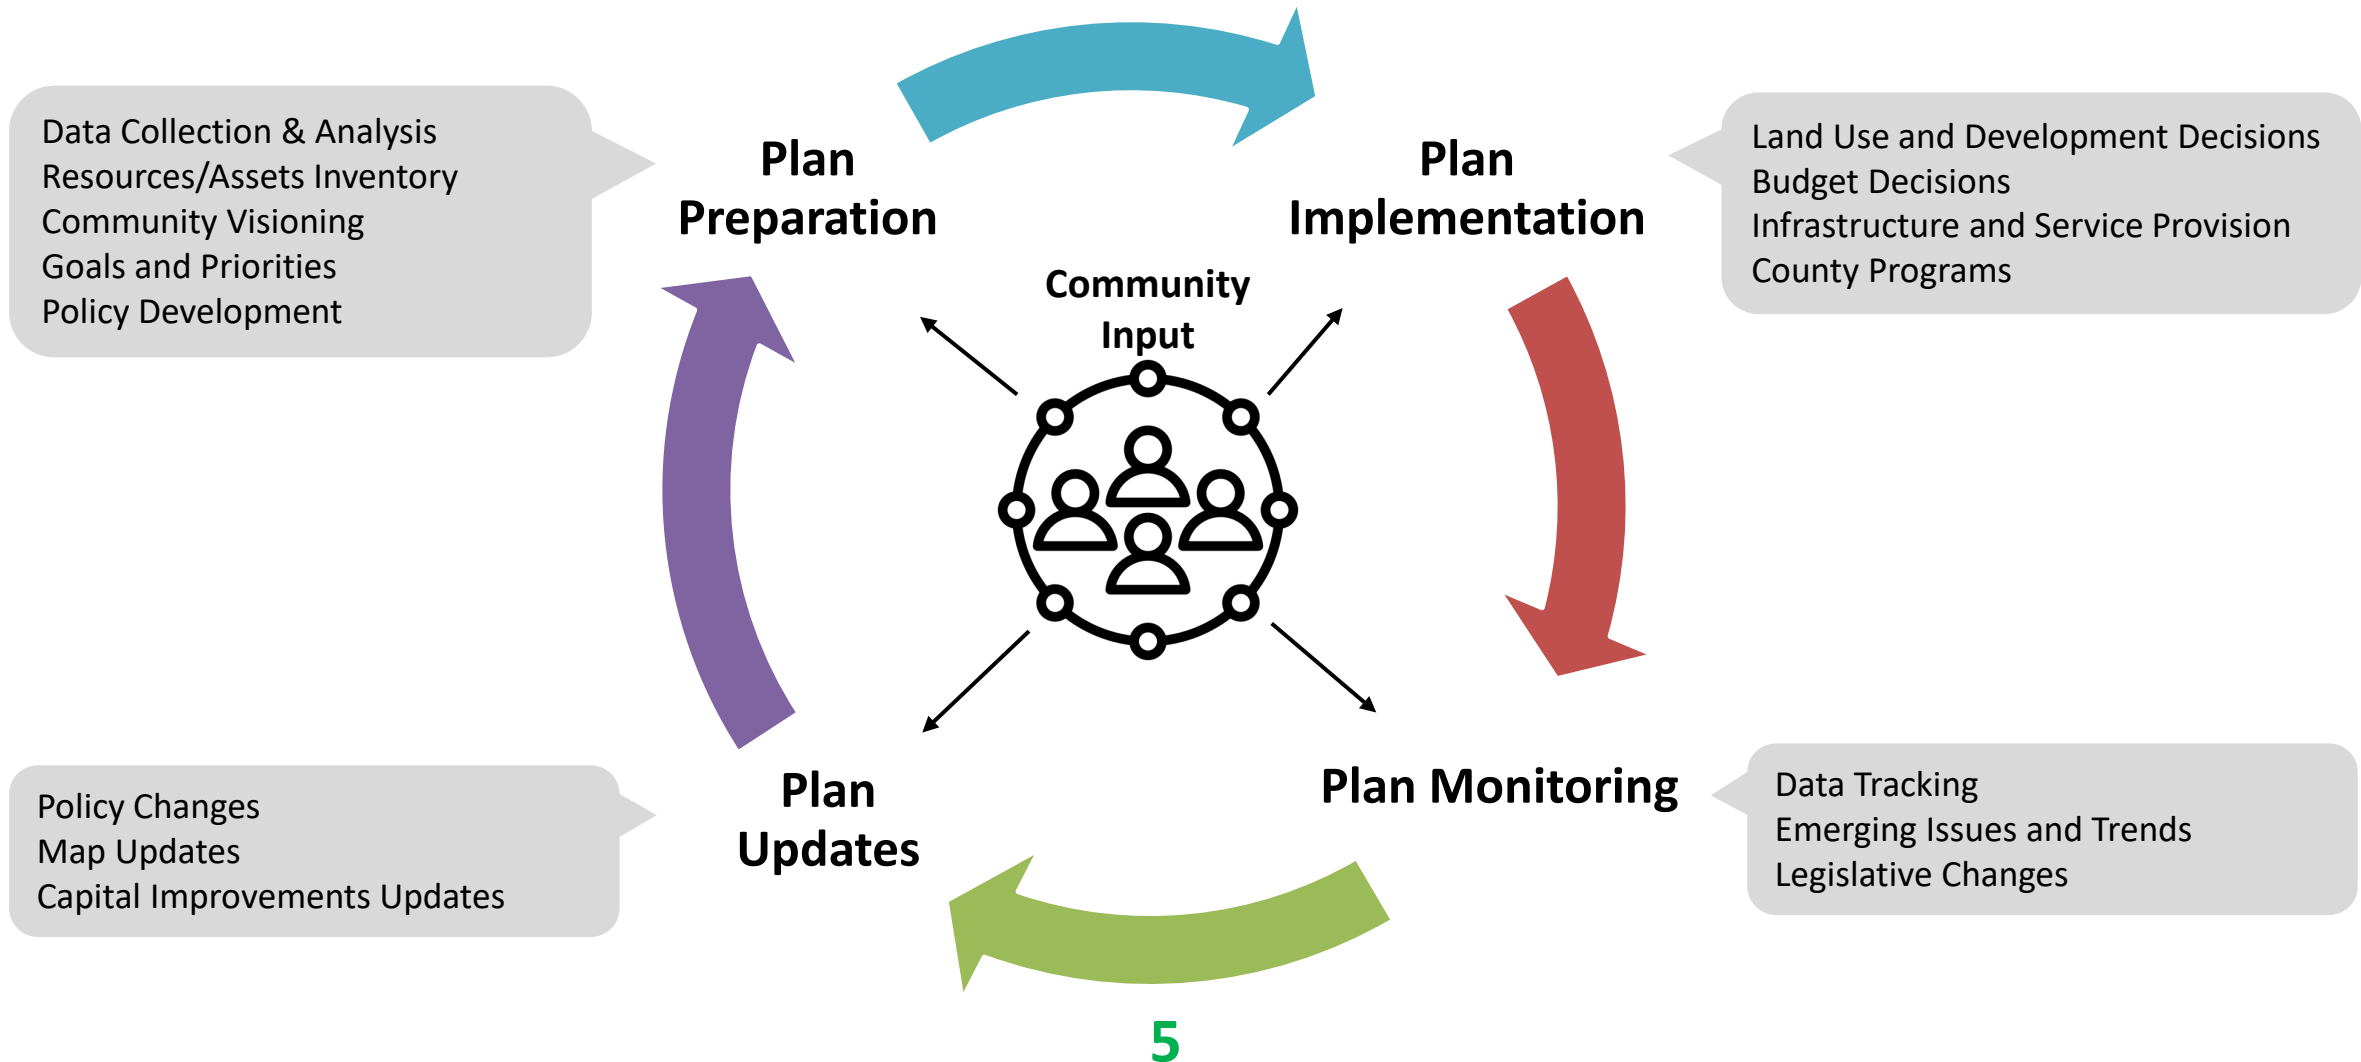 Data Collection & Analysis
Resources/Assets Inventory
Community Visioning
Goals and Priorities
Policy Development
Plan
Preparation
Plan
Implementation
Land Use and Development Decisions
Budget Decisions
Infrastructure and Service Provision
County Programs
Community
Input
Policy Changes
Map Updates
Capital Improvements Updates
Plan
Updates
Plan Monitoring
Data Tracking
Emerging Issues and Trends
Legislative Changes
5